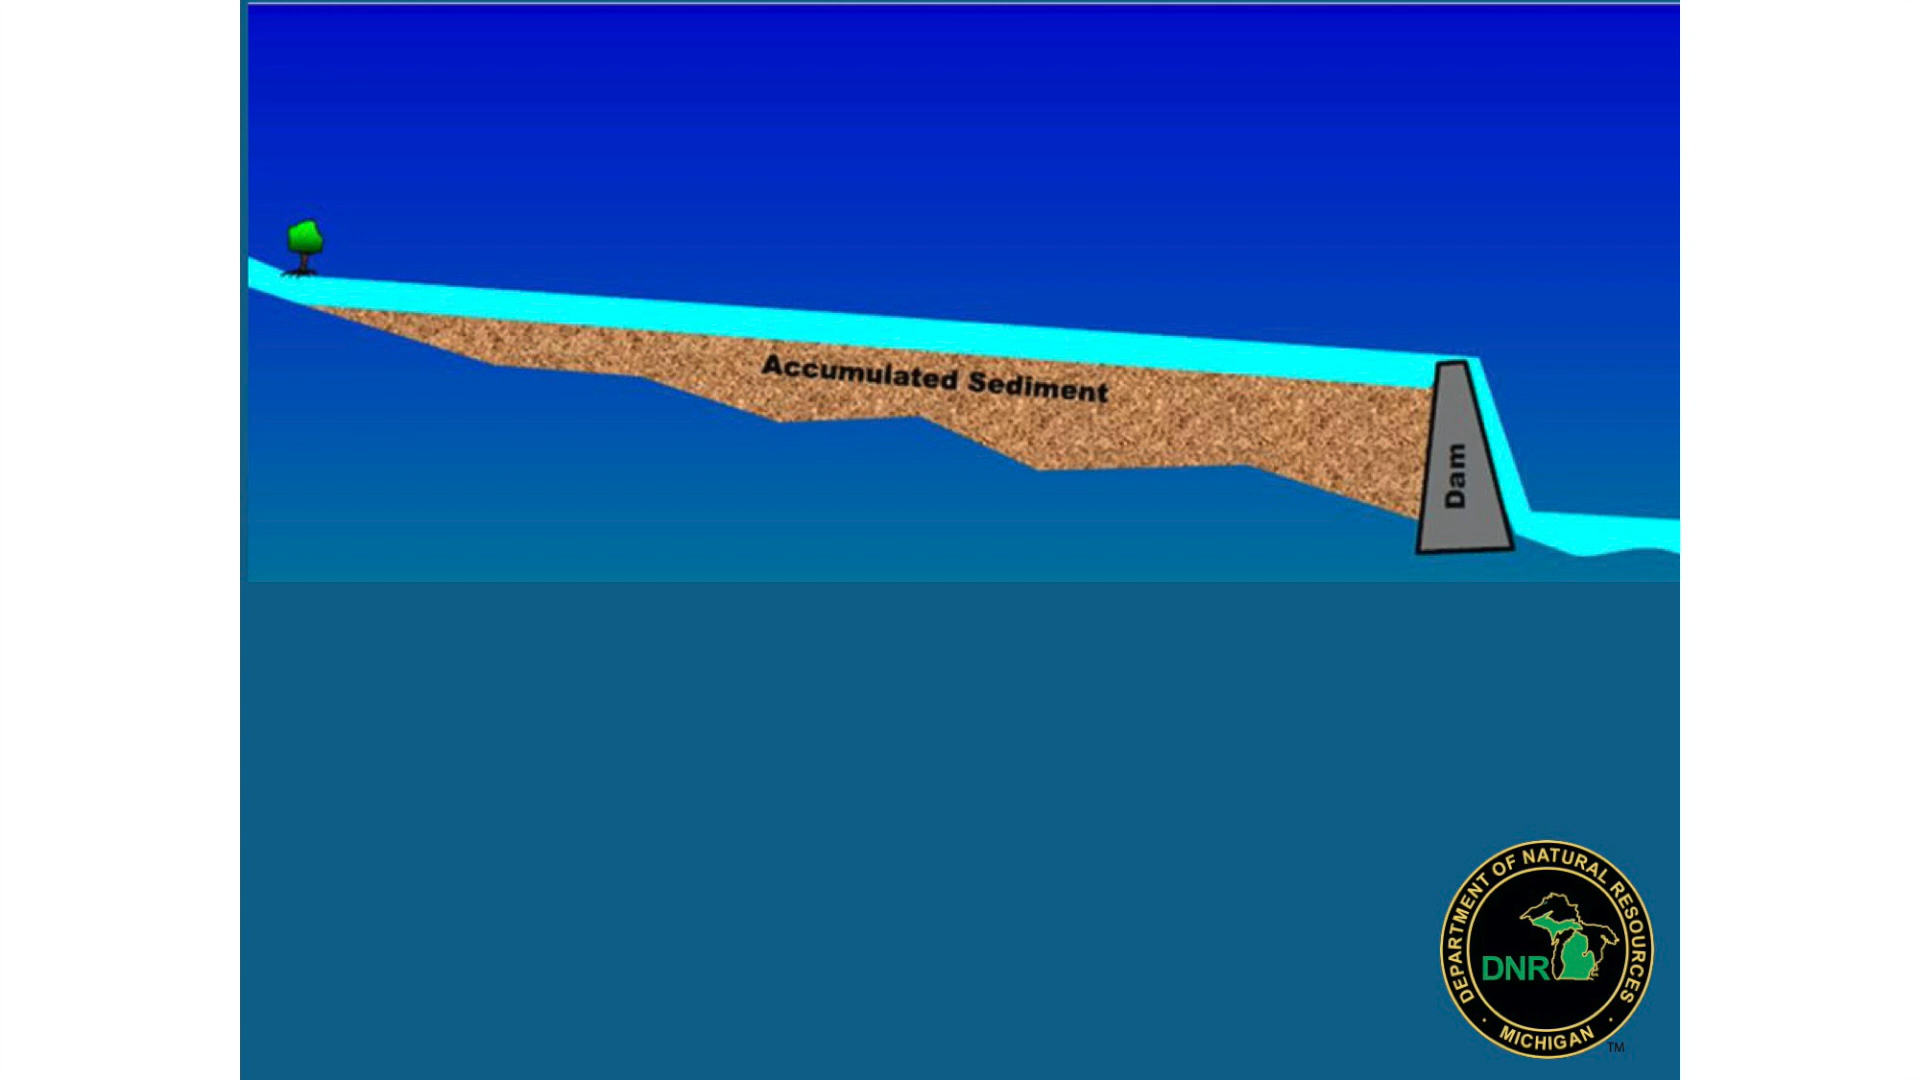 Accumulated Sediment
Dam
DEPARTMENT OF NATURAL RESOURCES
DNR
· MICHIGAN ·
TM